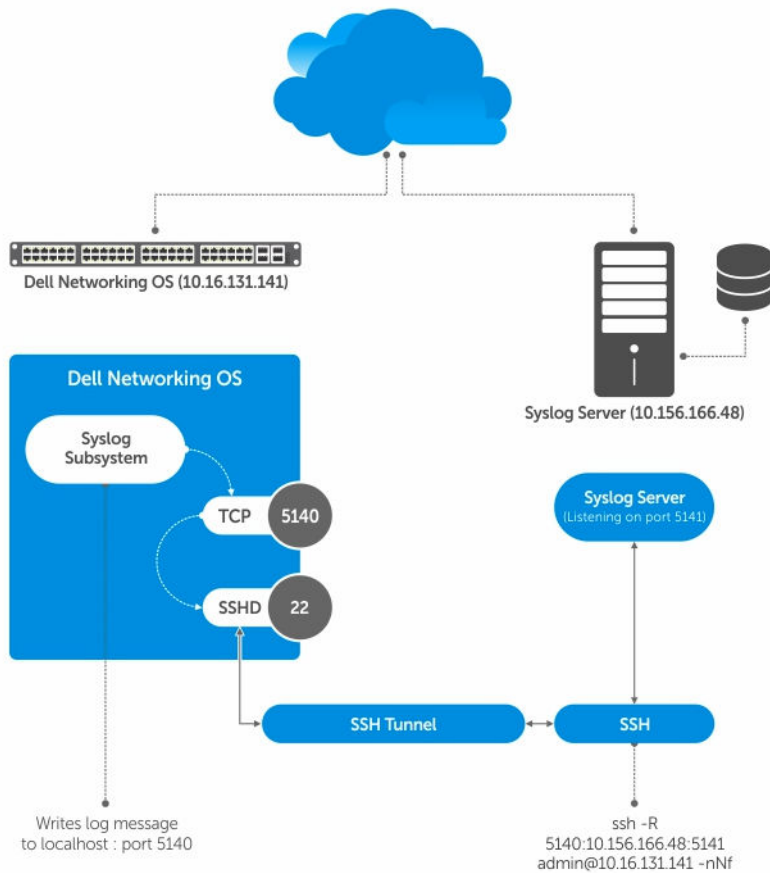 Dell Networking OS (10.16.131.141)
Syslog Server (10.156.166.48)
Dell Networking OS
Syslog
Subsystem
TCP
5140
SSHD
22
Syslog Server
(Listening on port 5141)
SSH Tunnel
SSH
Writes log message
to localhost : port 5140
ssh -R
5140:10.156.166.48:5141
admin@10.16.131.141 -nNf